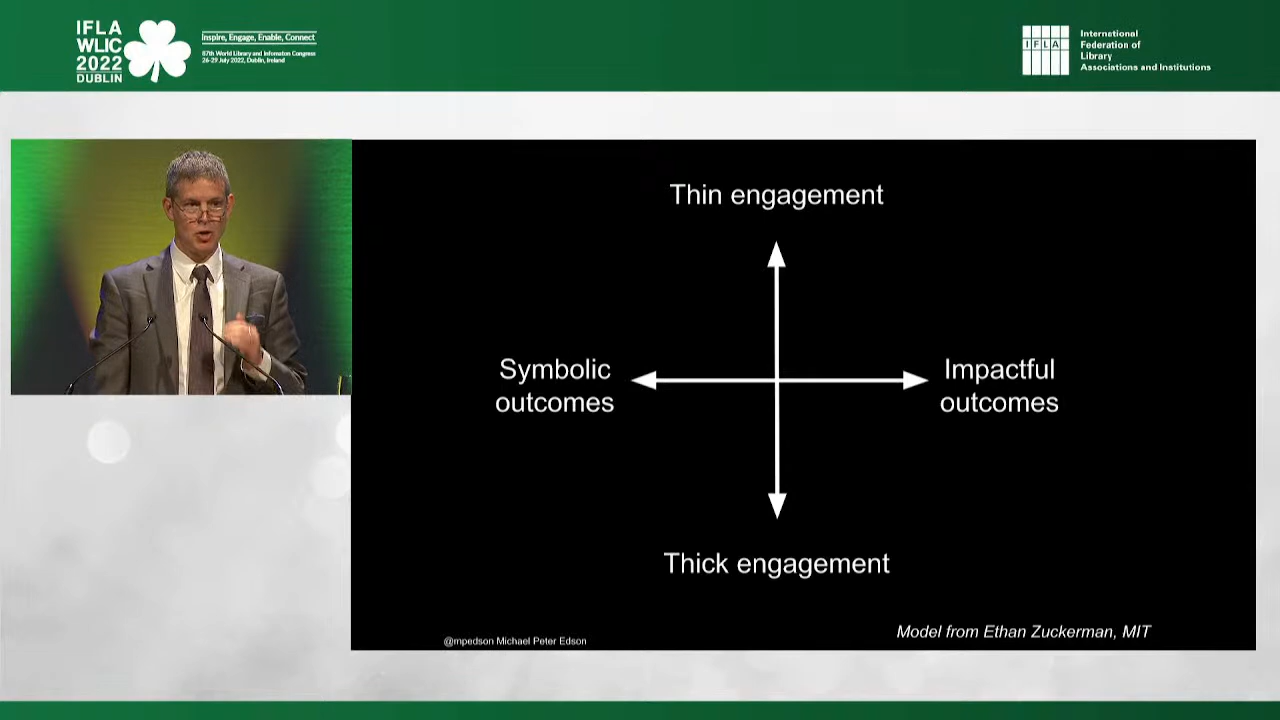 IFLA
WLIC
2022
DUBLIN
Inspire, Engage, Enable, Connect
87th World Library and Information Congress
26-29 July 2022, Dublin, Ireland
IFLA
International
Federation of
Library
Associations and Institutions
Thin engagement
Symbolic
outcomes
Impactful
outcomes
Thick engagement
@mpedson Michael Peter Edson
Model from Ethan Zuckerman, MIT